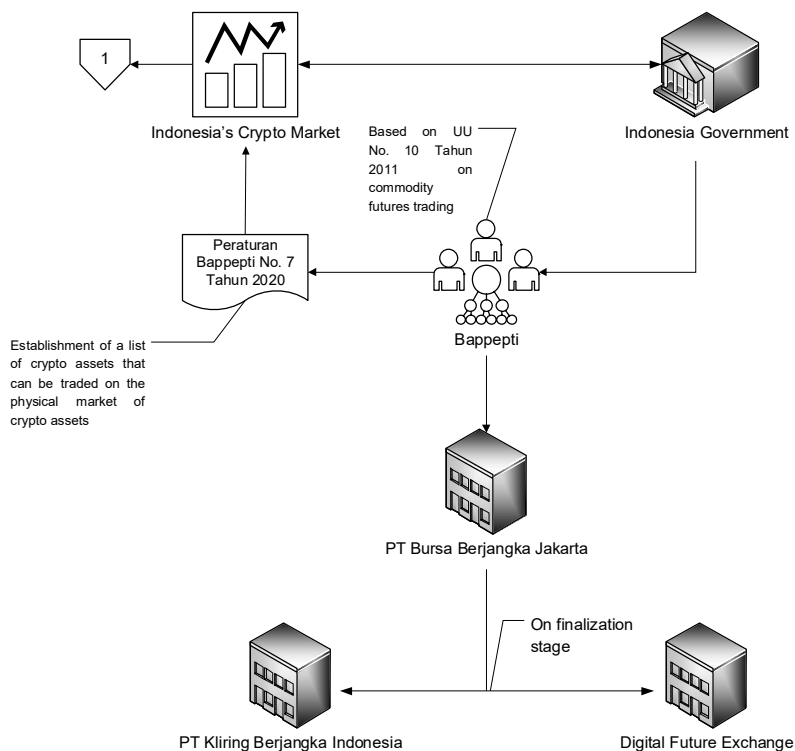 1
Indonesia's Crypto Market
Indonesia Government
Based on UU
No. 10 Tahun
2011 on
commodity
futures trading
Peraturan
Bappepti No. 7
Tahun 2020
Bappepti
Establishment of a list
of crypto assets that
can be traded on the
physical market of
crypto assets
PT Bursa Berjangka Jakarta
On finalization
stage
PT Kliring Berjangka Indonesia
Digital Future Exchange